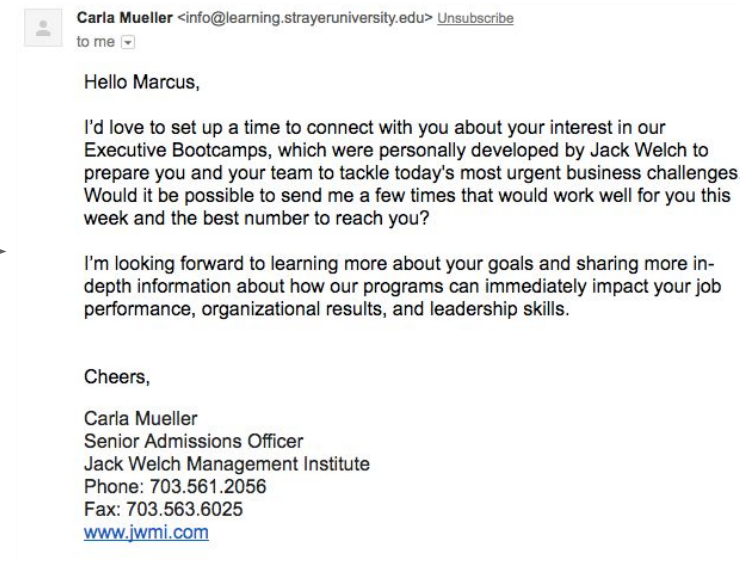 Carla Mueller <info@learning.strayeruniversity.edu> Unsubscribe
to me
Hello Marcus,
I'd love to set up a time to connect with you about your interest in our
Executive Bootcamps, which were personally developed by Jack Welch to
prepare you and your team to tackle today's most urgent business challenges.
Would it be possible to send me a few times that would work well for you this
week and the best number to reach you?
I'm looking forward to learning more about your goals and sharing more in-
depth information about how our programs can immediately impact your job
performance, organizational results, and leadership skills.
Cheers,
Carla Mueller
Senior Admissions Officer
Jack Welch Management Institute
Phone: 703.561.2056
Fax: 703.563.6025
www.jwmi.com